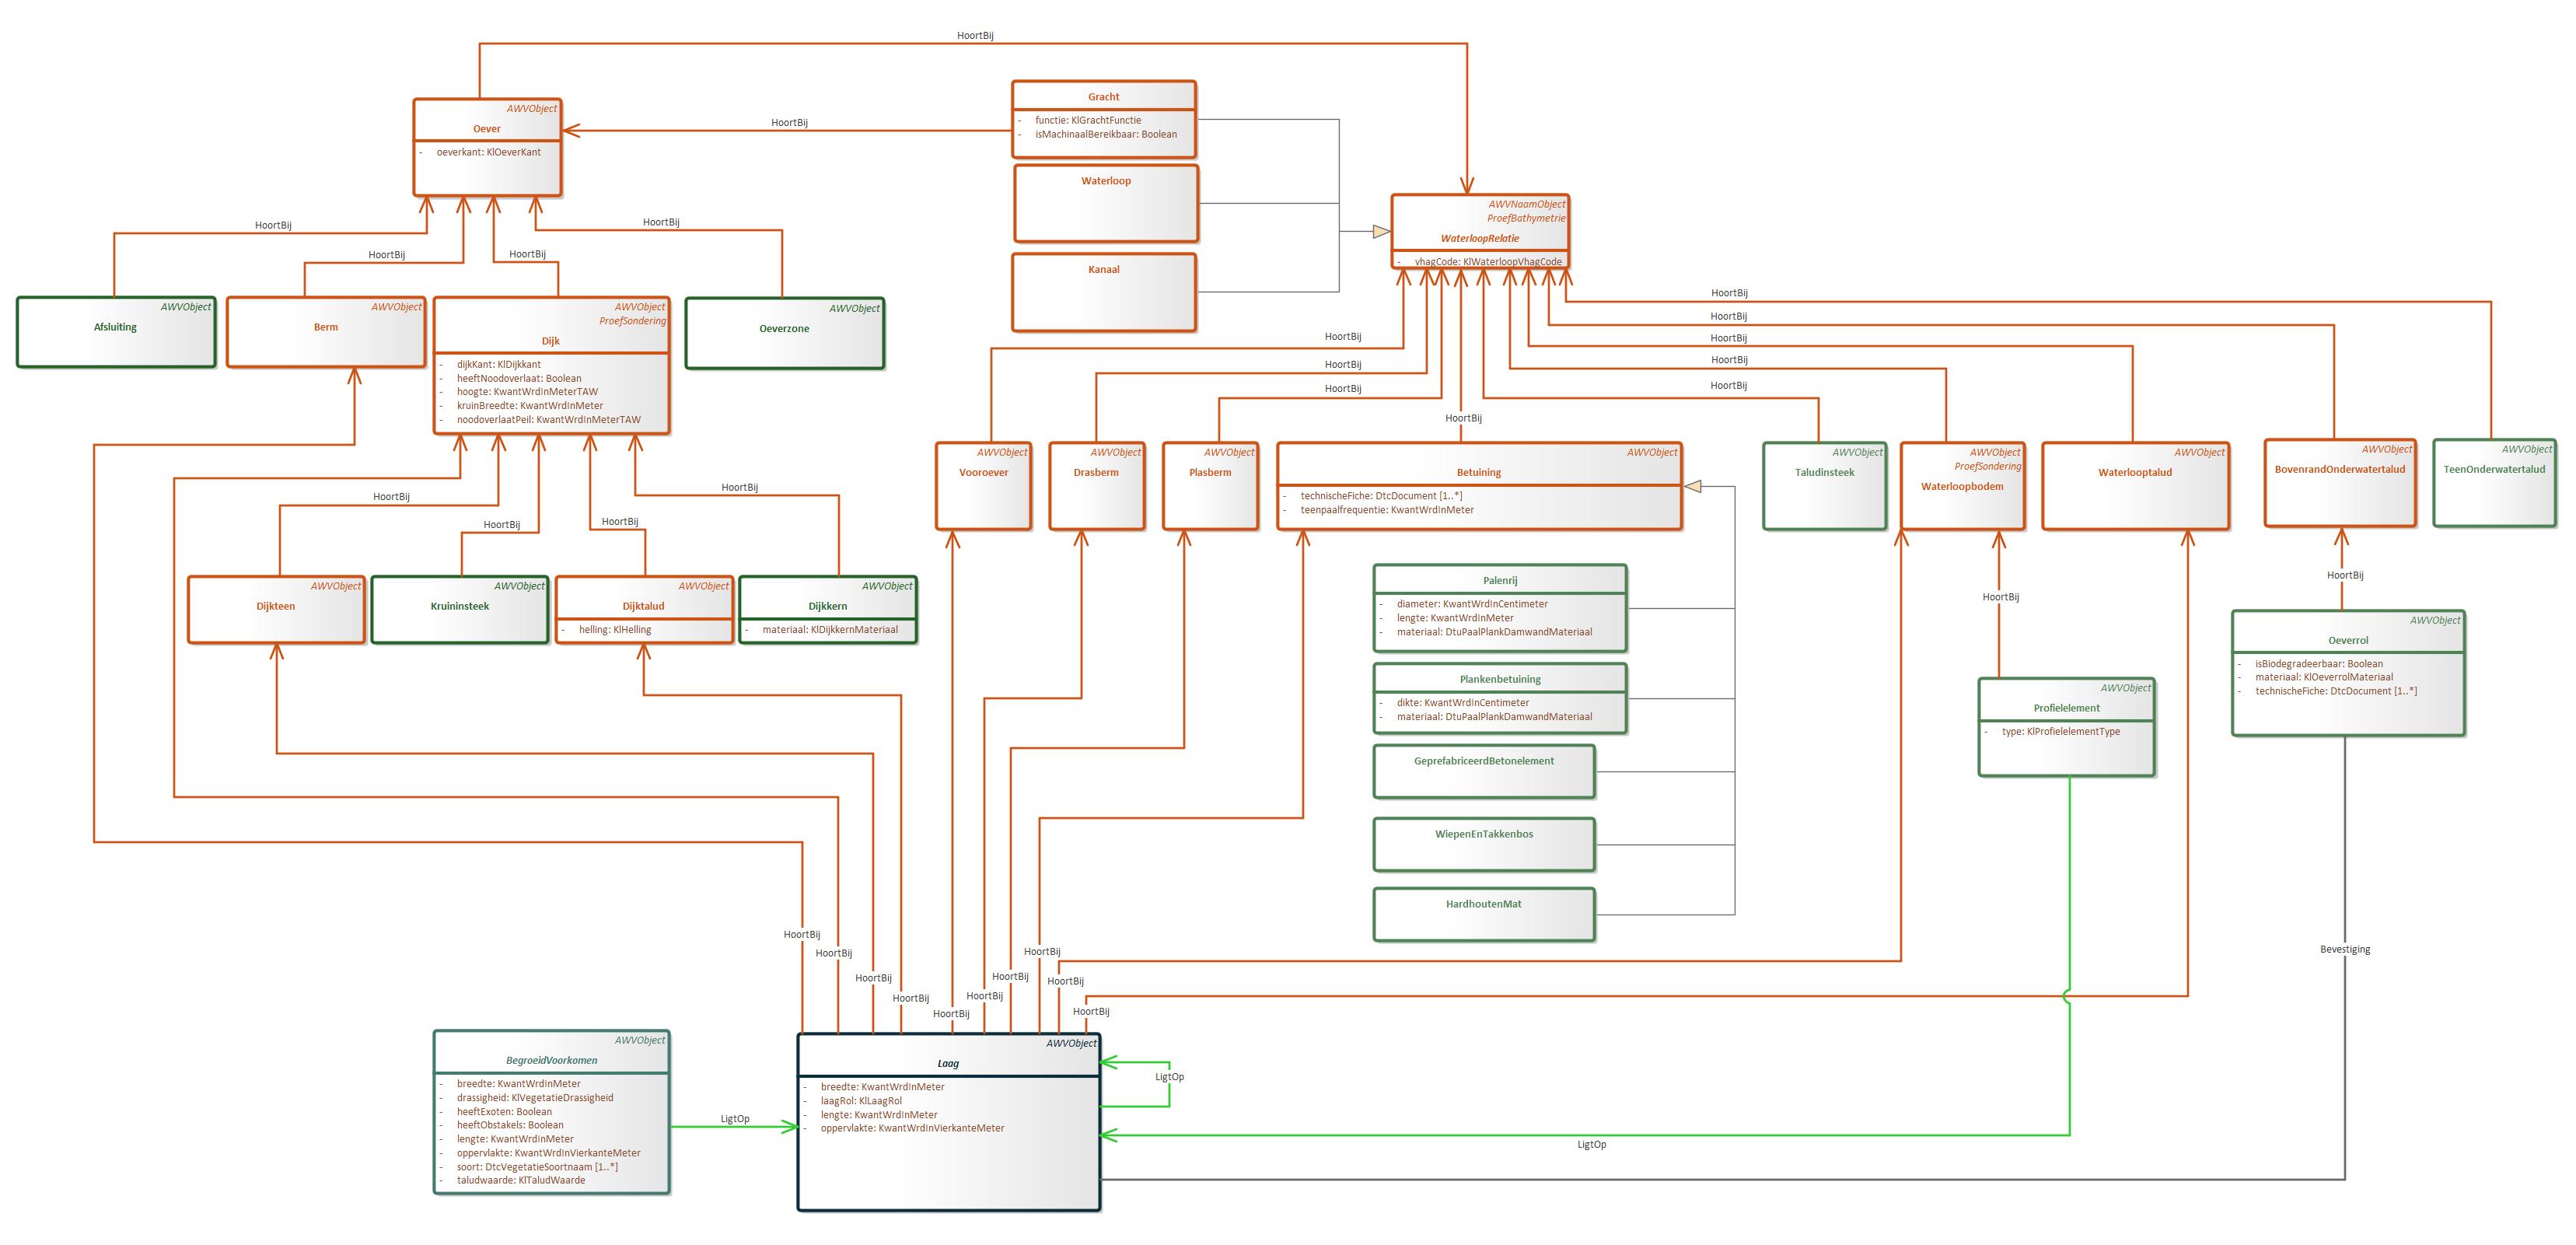 HoortBij
AWVObject
Oever
- oeverkant: KlOeverKant
HoortBij
Gracht
- functie: KlGrachtFunctie
- isMachinaalBereikbaar: Boolean
Waterloop
Kanaal
AWVNaamObject
ProefBathymetrie
WaterloopRelatie
- vhagCode: KlWaterloopVhagCode
HoortBij
HoortBij
HoortBij
HoortBij
AWVObject
Afsluiting
AWVObject
Berm
AWVObject
ProefSondering
Dijk
- dijkKant: KlDijkkant
- heeftNoodoverlaat: Boolean
- hoogte: KwantWrdInMeterTAW
- kruinBreedte: KwantWrdInMeter
- noodoverlaatPeil: KwantWrdInMeterTAW
AWVObject
Oeverzone
HoortBij
HoortBij
HoortBij
HoortBij
HoortBij
HoortBij
HoortBij
HoortBij
HoortBij
AWVObject
Vooroever
AWVObject
Drasberm
AWVObject
Plasberm
AWVObject
Betuining
- technischeFiche: DtcDocument [1..*]
- teenpaalfrequentie: KwantWrdInMeter
AWVObject
Taludinsteek
AWVObject
ProefSondering
Waterloopbodem
AWVObject
Waterlooptalud
AWVObject
BovenrandOnderwatertalud
AWVObject
TeenOnderwatertalud
HoortBij
HoortBij
HoortBij
HoortBij
AWVObject
Dijkteen
AWVObject
Kruininsteek
AWVObject
Dijktalud
- helling: KlHelling
AWVObject
Dijkkern
- materiaal: KlDijkkernMateriaal
Palenrij
- diameter: KwantWrdInCentimeter
- lengte: KwantWrdInMeter
- materiaal: DtuPaalPlankDamwandMateriaal
Plankenbetuining
- dikte: KwantWrdInCentimeter
- materiaal: DtuPaalPlankDamwandMateriaal
GeprefabriceerdBetonelement
WiepenEnTakkenbos
HardhoutenMat
HoortBij
HoortBij
AWVObject
Profielelement
- type: KlProfielelementType
AWVObject
Oeverrol
- isBiodegradeerbaar: Boolean
- materiaal: KlOeverrolMateriaal
- technischeFiche: DtcDocument [1..*]
HoortBij
HoortBij
HoortBij
HoortBij
HoortBij
HoortBij
HoortBij
HoortBij
HoortBij
HoortBij
Bevestiging
AWVObject
BegroeidVoorkomen
- breedte: KwantWrdInMeter
- drassigheid: KlVegetatieDrassigheid
- heeftExoten: Boolean
- heeftObstakels: Boolean
- lengte: KwantWrdInMeter
- oppervlakte: KwantWrdInVierkanteMeter
- soort: DtcVegetatieSoortnaam [1..*]
- taludwaarde: KlTaludWaarde
LigtOp
AWVObject
Laag
- breedte: KwantWrdInMeter
- laagRol: KlLaagRol
- lengte: KwantWrdInMeter
- oppervlakte: KwantWrdInVierkanteMeter
LigtOp
LigtOp